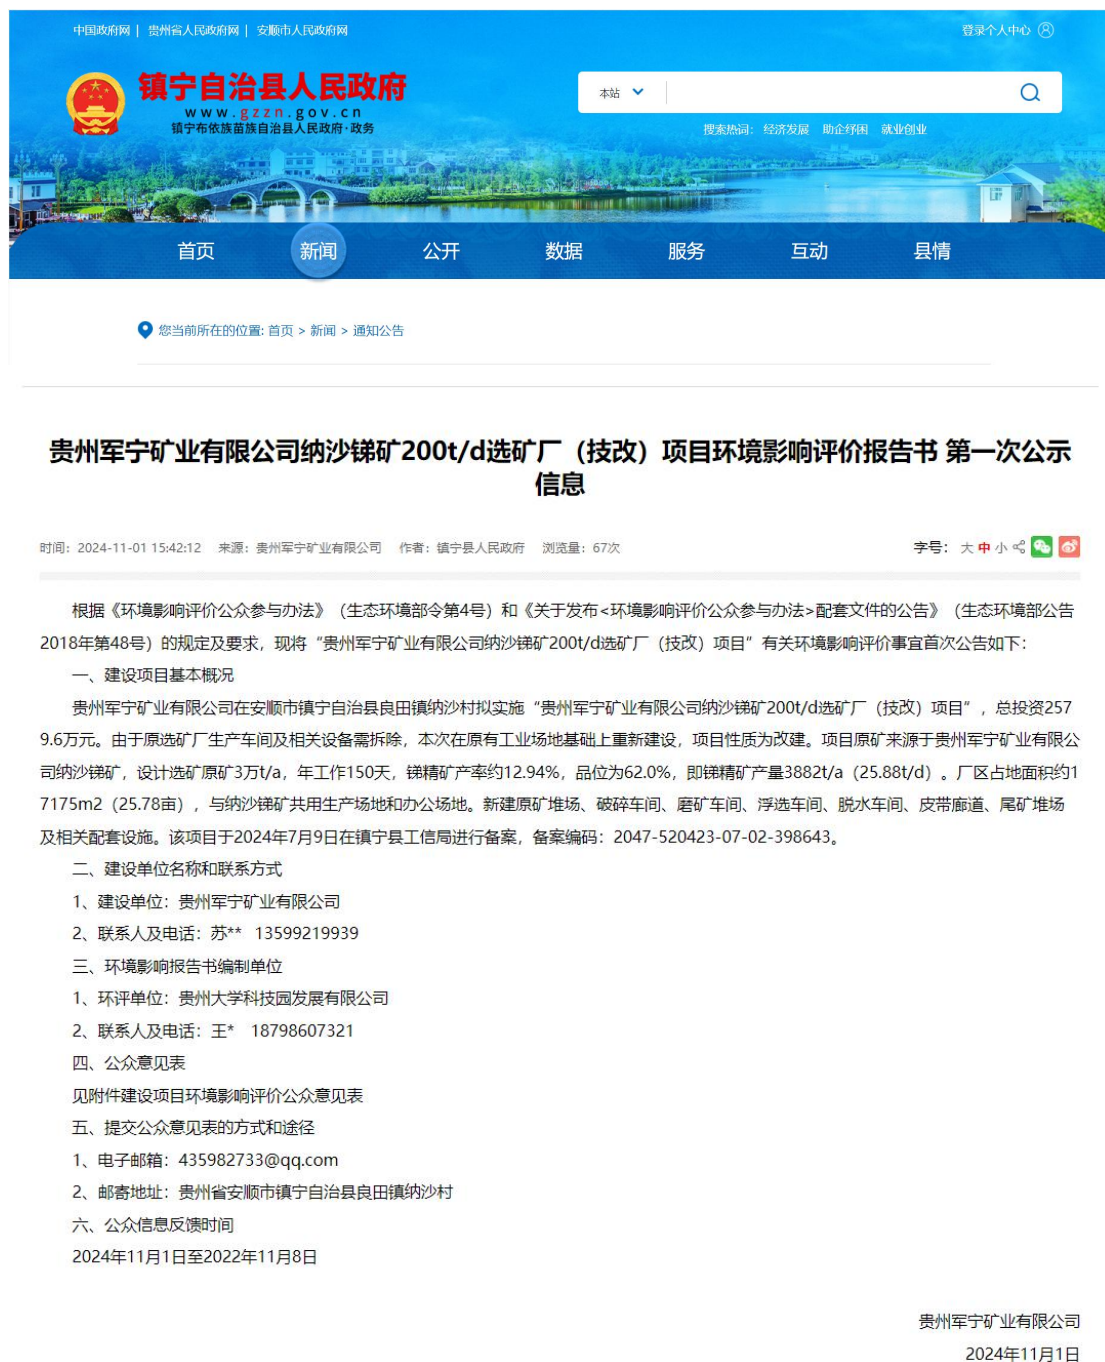 中国政府网 | 贵州省人民政府网 | 安顺市人民政府网
登录个人中心
镇宁自治县人民政府
www.gzzn.gov.cn
镇宁布依族苗族自治县人民政府·政务
本站
搜索热词： 经济发展 助企纾困 就业创业
首页 新闻 公开 数据 服务 互动 县情
您当前所在的位置: 首页 > 新闻 > 通知公告
贵州军宁矿业有限公司纳沙锑矿200t/d选矿厂（技改）项目环境影响评价报告书 第一次公示
信息
时间：2024-11-01 15:42:12 来源：贵州军宁矿业有限公司 作者：镇宁县人民政府 浏览量：67次
字号： 大 中 小
根据《环境影响评价公众参与办法》（生态环境部令第4号）和《关于发布<环境影响评价公众参与办法>配套文件的公告》（生态环境部公告
2018年第48号）的规定及要求，现将“贵州军宁矿业有限公司纳沙锑矿200t/d选矿厂（技改）项目”有关环境影响评价事宜首次公告如下：
一、建设项目基本概况
贵州军宁矿业有限公司在安顺市镇宁自治县良田镇纳沙村拟实施“贵州军宁矿业有限公司纳沙锑矿200t/d选矿厂（技改）项目”，总投资257
9.6万元。由于原选矿厂生产车间及相关设备需拆除，本次在原有工业场地基础上重新建设，项目性质为改建。项目原矿来源于贵州军宁矿业有限公
司纳沙锑矿，设计选矿原矿3万t/a，年工作150天，锑精矿产率约12.94%，品位为62.0%，即锑精矿产量3882t/a（25.88t/d）。厂区占地面积约1
7175m2（25.78亩），与纳沙锑矿共用生产场地和办公场地。新建原矿堆场、破碎车间、磨矿车间、浮选车间、脱水车间、皮带廊道、尾矿堆场
及相关配套设施。该项目于2024年7月9日在镇宁县工信局进行备案，备案编码：2047-520423-07-02-398643。
二、建设单位名称和联系方式
1、建设单位：贵州军宁矿业有限公司
2、联系人及电话：苏** 13599219939
三、环境影响报告书编制单位
1、环评单位：贵州大学科技园发展有限公司
2、联系人及电话：王* 18798607321
四、公众意见表
见附件建设项目环境影响评价公众意见表
五、提交公众意见表的方式和途径
1、电子邮箱：435982733@qq.com
2、邮寄地址：贵州省安顺市镇宁自治县良田镇纳沙村
六、公众信息反馈时间
2024年11月1日至2022年11月8日
贵州军宁矿业有限公司
2024年11月1日